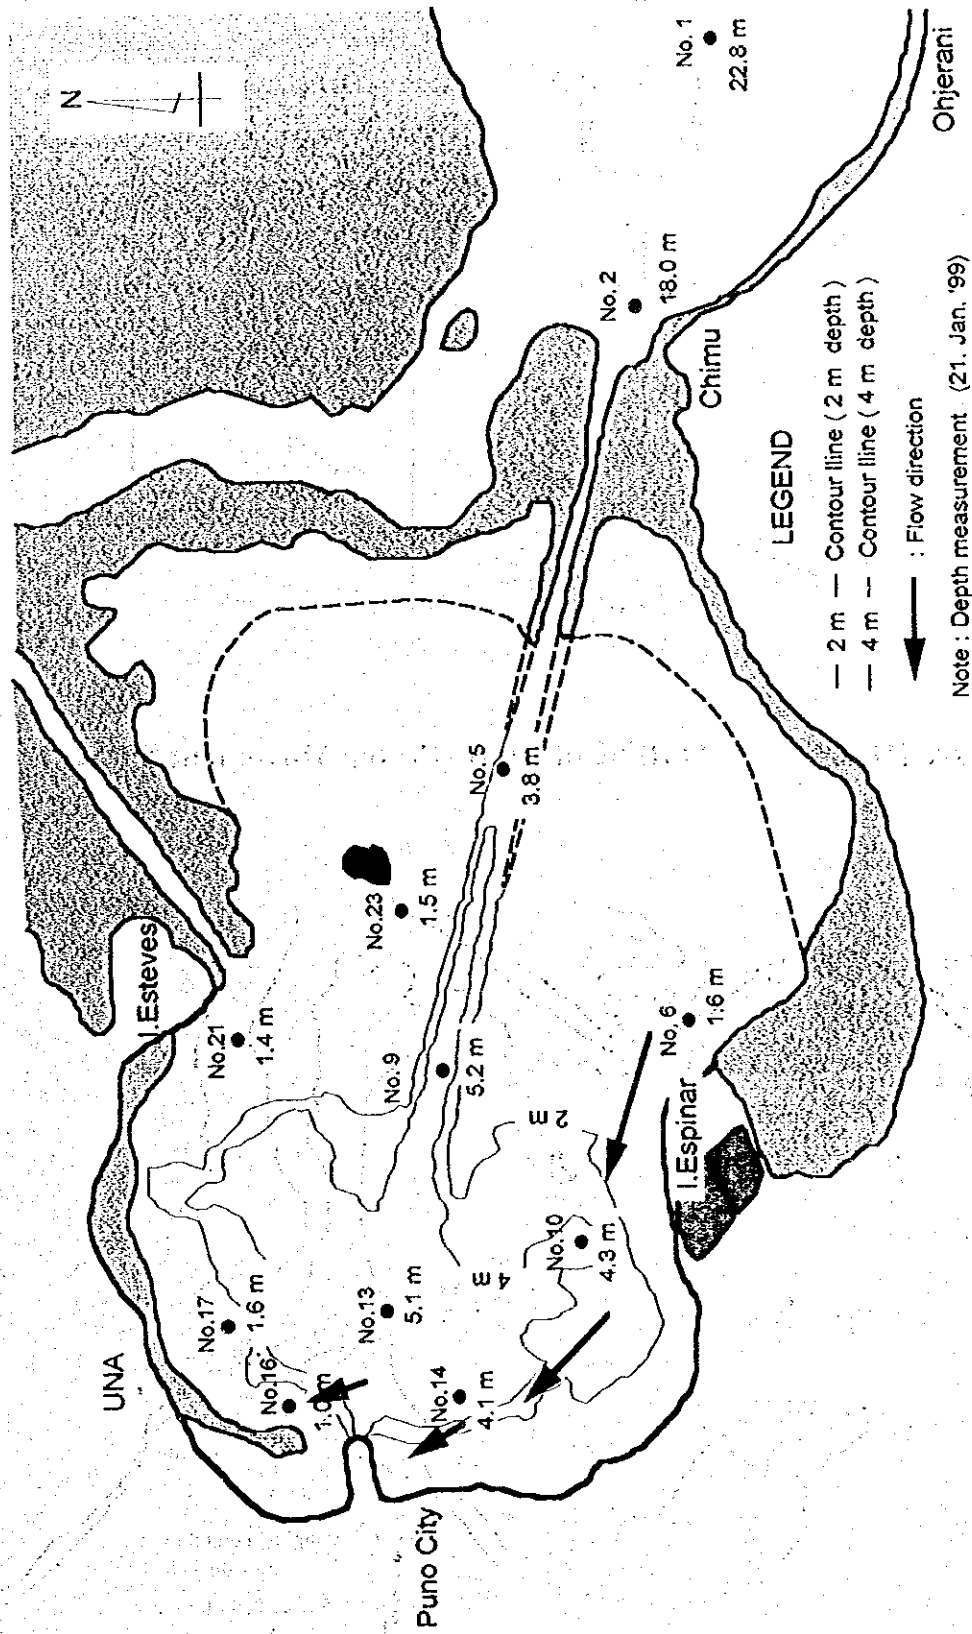 N
No. 1
22.8 m
Ohjerani
No. 2
18.0 m
Chimu
No. 5
3.8 m
No.23
1.5 m
I.Esteves
No.21
1.4 m
No. 9
5.2 m
No. 6
1.6 m
I.Espinar
2 m
4 m
No.10
4.3 m
No.13
5.1 m
No.17
1.6 m
UNA
No.16
No.14
4.1 m
Puno City
LEGEND
— 2 m — Contour lline ( 2 m depth )
— 4 m -- Contour lline ( 4 m depth )
: Flow direction
Note : Depth measurement (21. Jan. '99)